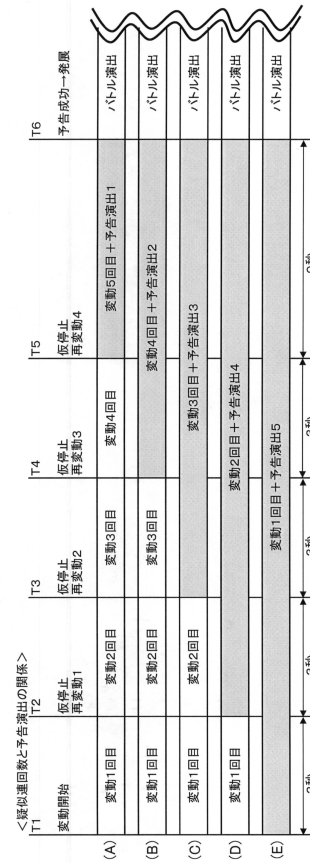 <疑似連回数と予告演出の関係>
T1 T2 T3 T4 T5 T6
変動開始 仮停止 仮停止 仮停止 仮停止 予告成功→発展
再変動1 再変動2 再変動3 再変動4
(A) 変動1回目 変動2回目 変動3回目 変動4回目 変動5回目+予告演出1 バトル演出
(B) 変動1回目 変動2回目 変動3回目 変動4回目+予告演出2 バトル演出
(C) 変動1回目 変動2回目 変動3回目+予告演出3 バトル演出
(D) 変動1回目 変動2回目+予告演出4 バトル演出
(E) 変動1回目+予告演出5 バトル演出